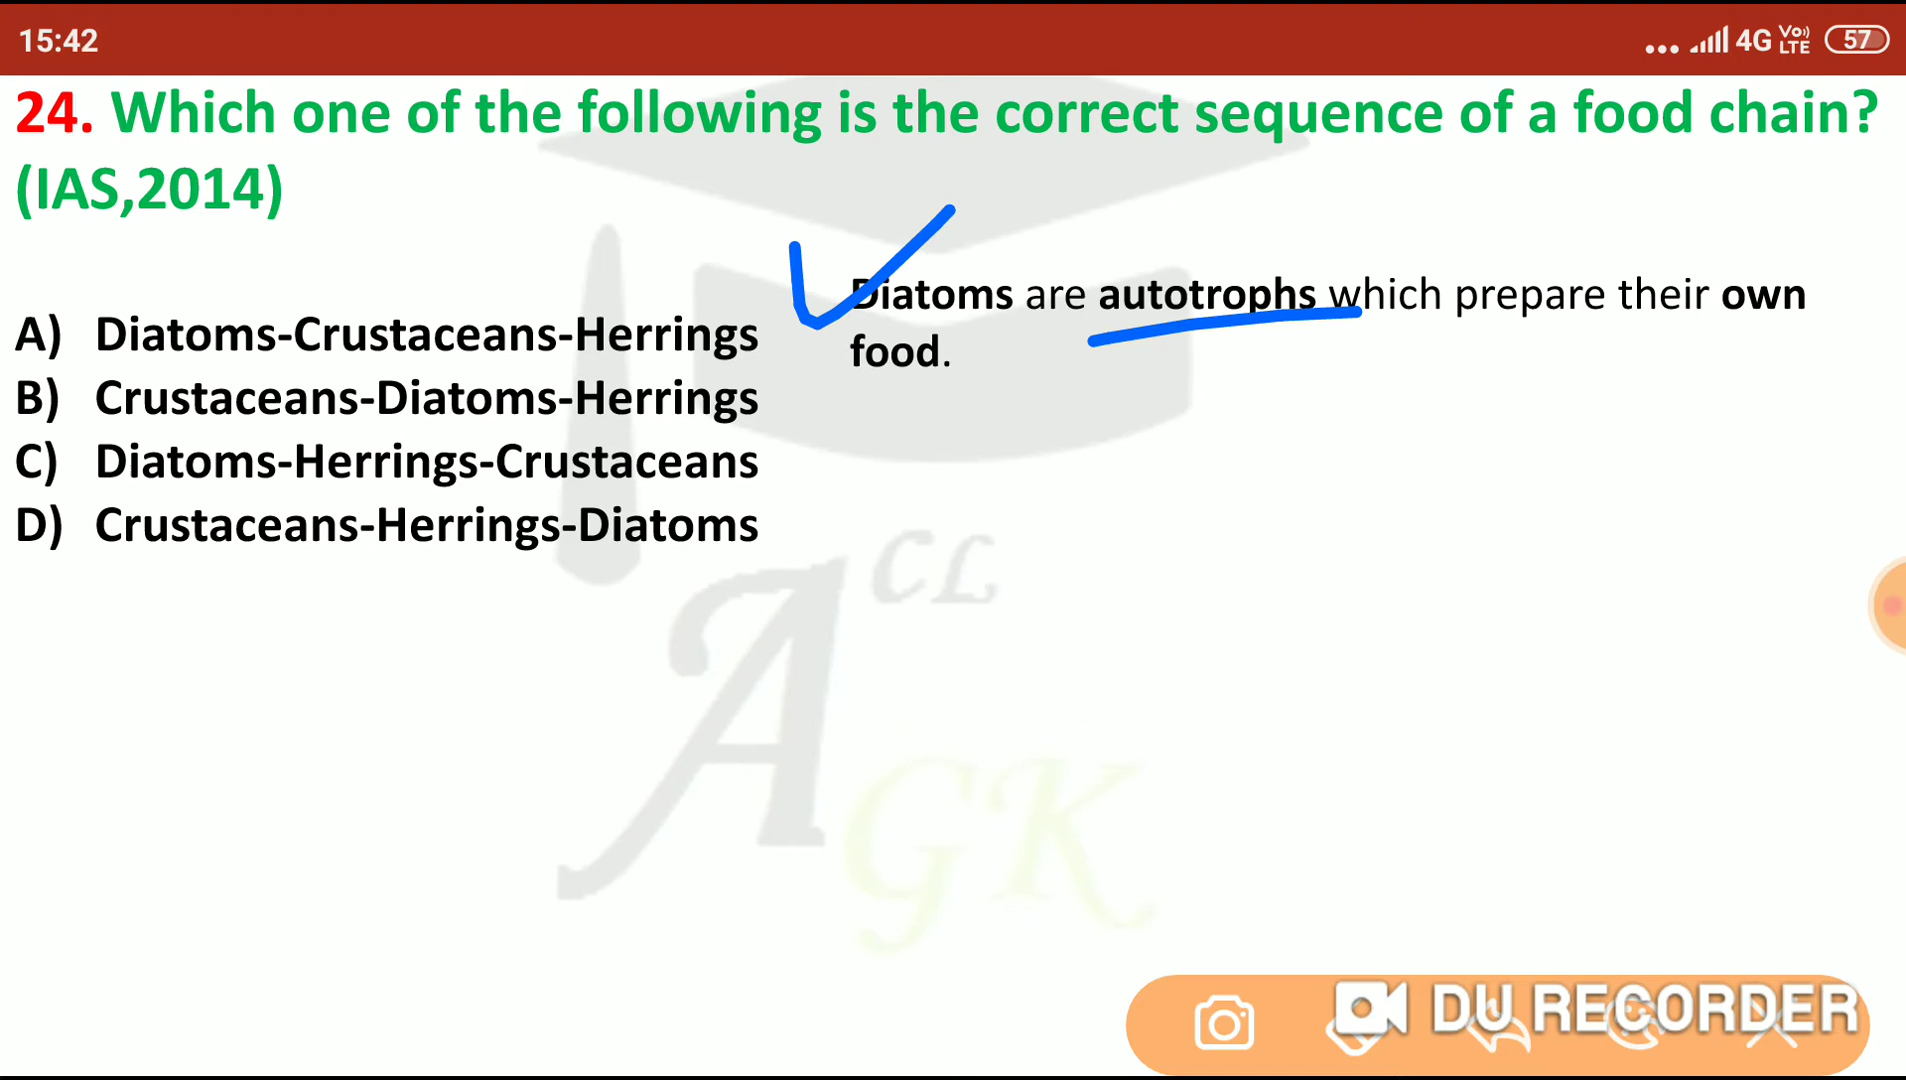 15:42
4G VoLTE 57
24. Which one of the following is the correct sequence of a food chain?
(IAS,2014)
A) Diatoms-Crustaceans-Herrings
B) Crustaceans-Diatoms-Herrings
C) Diatoms-Herrings-Crustaceans
D) Crustaceans-Herrings-Diatoms
Diatoms are autotrophs which prepare their own
food.
A CL
GK
DU RECORDER